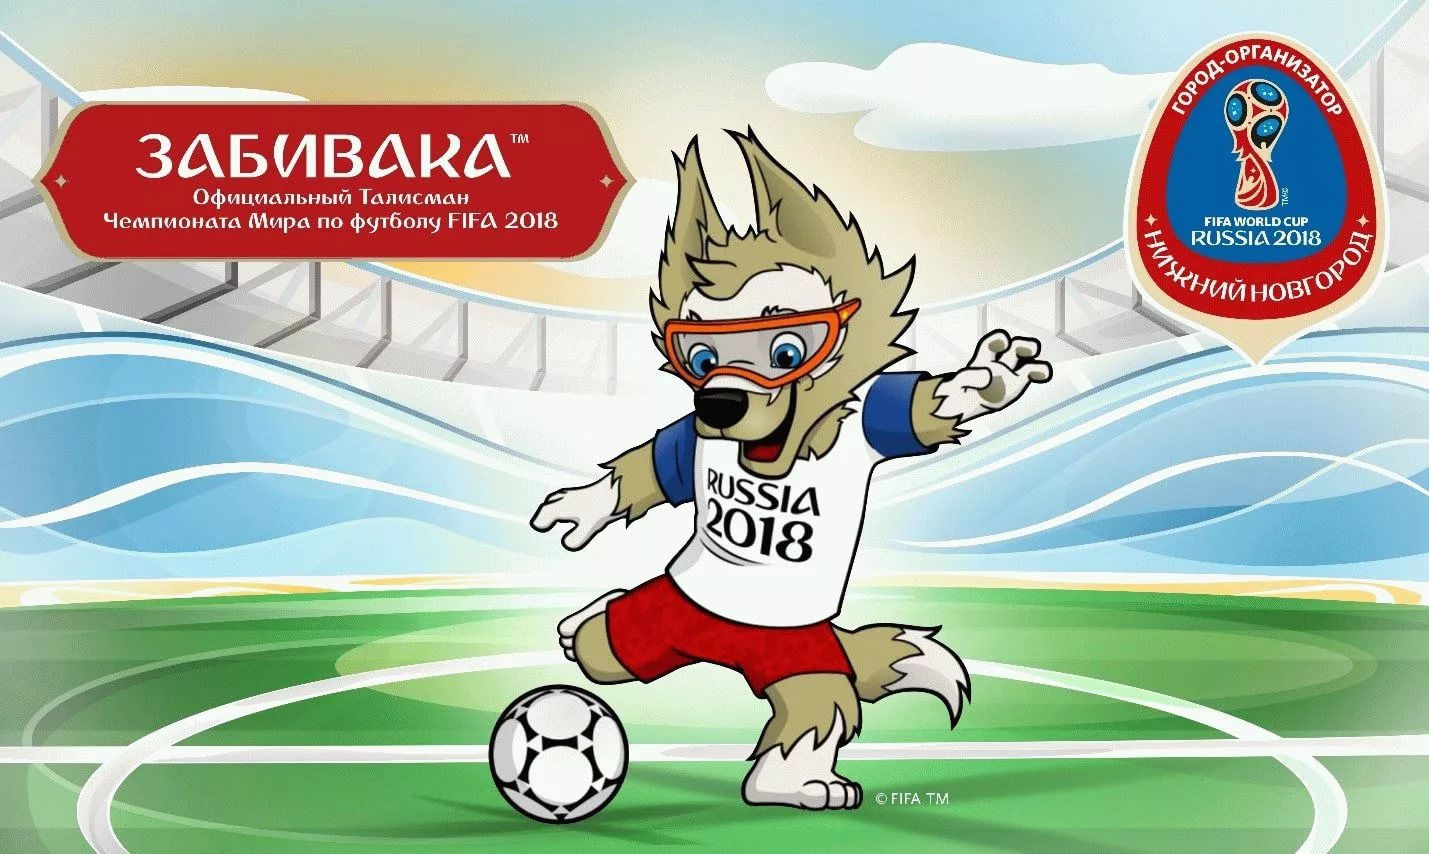 ЗАБИВАКА™
Официальный Талисман
Чемпионата Мира по футболу FIFA 2018
ГОРОД-ОРГАНИЗАТОР
TM©
FIFA WORLD CUP
RUSSIA 2018
НИЖНИЙ НОВГОРОД
RUSSIA
2018
© FIFA TM